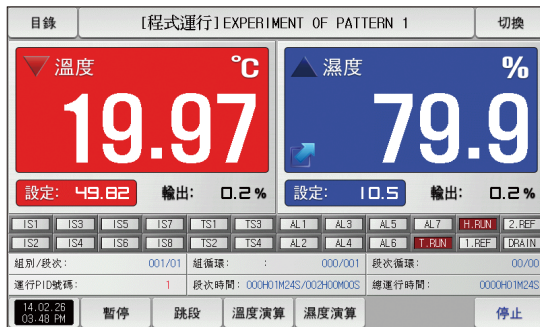 目錄 [程式運行]EXPERIMENT OF PATTERN 1 切換
溫度 °C
19.97
設定: 49.82 輸出: 0.2 %
濕度 %
79.9
設定: 10.5 輸出: 0.2 %
IS1 IS3 IS5 IS7 TS1 TS3 AL1 AL3 AL5 AL7 H.RUN 2.REF
IS2 IS4 IS6 IS8 TS2 TS4 AL2 AL4 AL6 T.RUN 1.REF DRAIN
組別/段次: 001/01 組循環: : 000/001 段次循環: 00/00
運行PID號碼: 1 段次時間: 000H01M24S/002H00M00S 總運行時間: 0000H01M24S
14.02.26
03:48 PM
暫停 跳段 溫度演算 濕度演算 停止